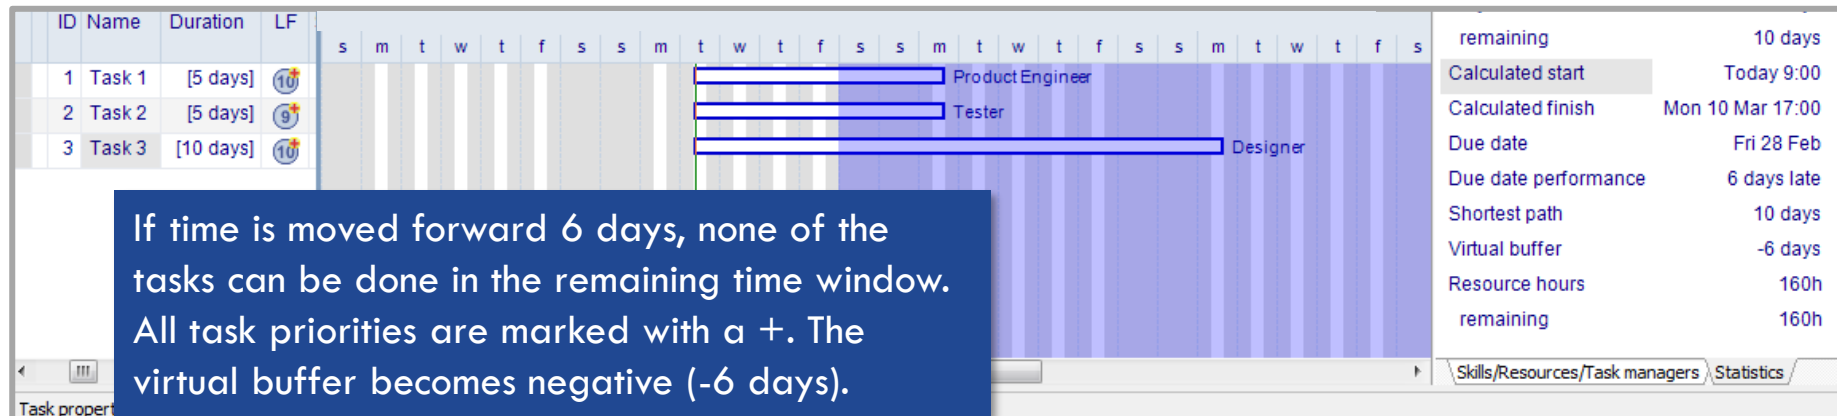 ID Name Duration LF
s m t w t f s s m t w t f s s m t w t f s s m t w t f s
1 Task 1 [5 days] 10+ Product Engineer
2 Task 2 [5 days] 9+ Tester
3 Task 3 [10 days] 10+ Designer
remaining 10 days
Calculated start Today 9:00
Calculated finish Mon 10 Mar 17:00
Due date Fri 28 Feb
Due date performance 6 days late
Shortest path 10 days
Virtual buffer -6 days
Resource hours 160h
remaining 160h
If time is moved forward 6 days, none of the
tasks can be done in the remaining time window.
All task priorities are marked with a +. The
virtual buffer becomes negative (-6 days).
Skills/Resources/Task managers Statistics
Task propert